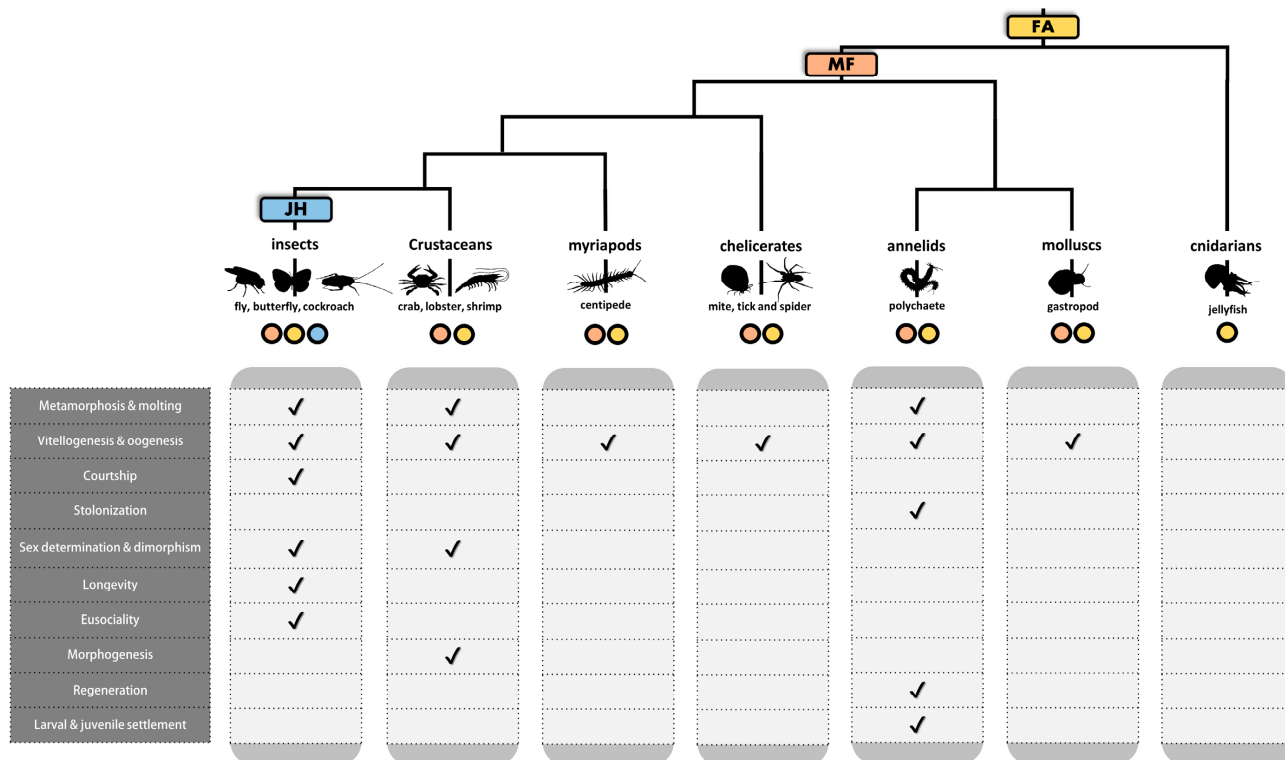 FA
MF
JH
insects
Crustaceans
myriapods
chelicerates
annelids
molluscs
cnidarians
fly, butterfly, cockroach
crab, lobster, shrimp
centipede
mite, tick and spider
polychaete
gastropod
jellyfish
Metamorphosis & molting
Vitellogenesis & oogenesis
Courtship
Stolonization
Sex determination & dimorphism
Longevity
Eusociality
Morphogenesis
Regeneration
Larval & juvenile settlement